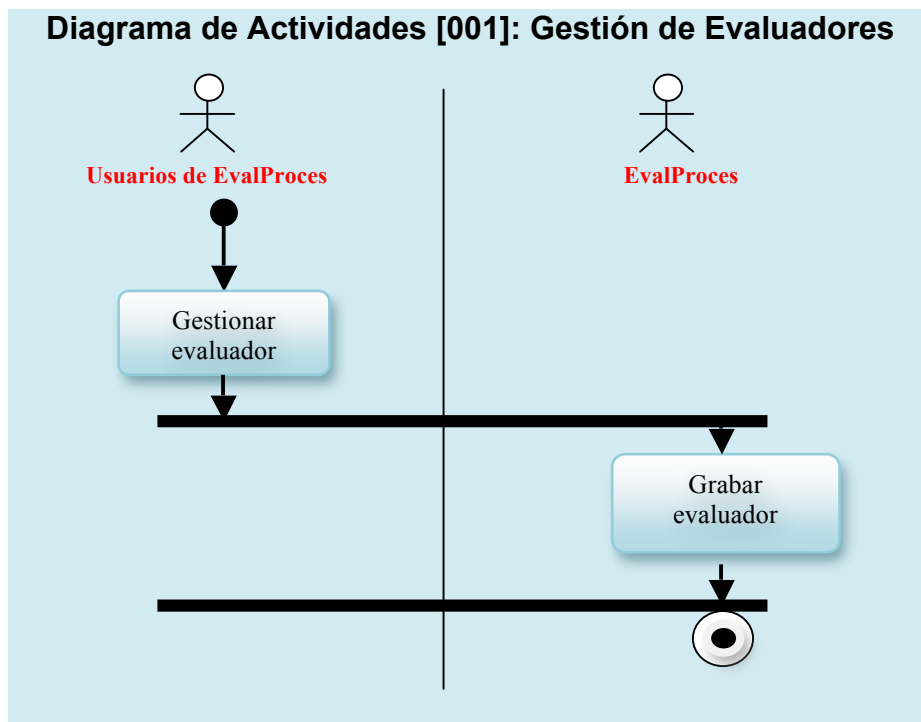 Diagrama de Actividades [001]: Gestión de Evaluadores
Usuarios de EvalProces
EvalProces
Gestionar
evaluador
Grabar
evaluador